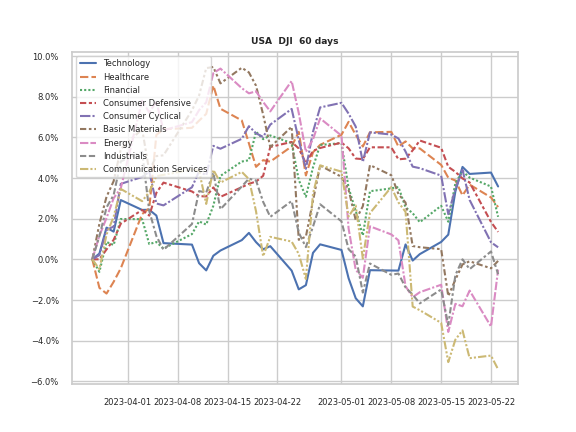 USA DJI 60 days
10.0%
8.0%
6.0%
4.0%
2.0%
0.0%
−2.0%
−4.0%
−6.0%
Technology
Healthcare
Financial
Consumer Defensive
Consumer Cyclical
Basic Materials
Energy
Industrials
Communication Services
2023-04-01 2023-04-08 2023-04-15 2023-04-22 2023-05-01 2023-05-08 2023-05-15 2023-05-22